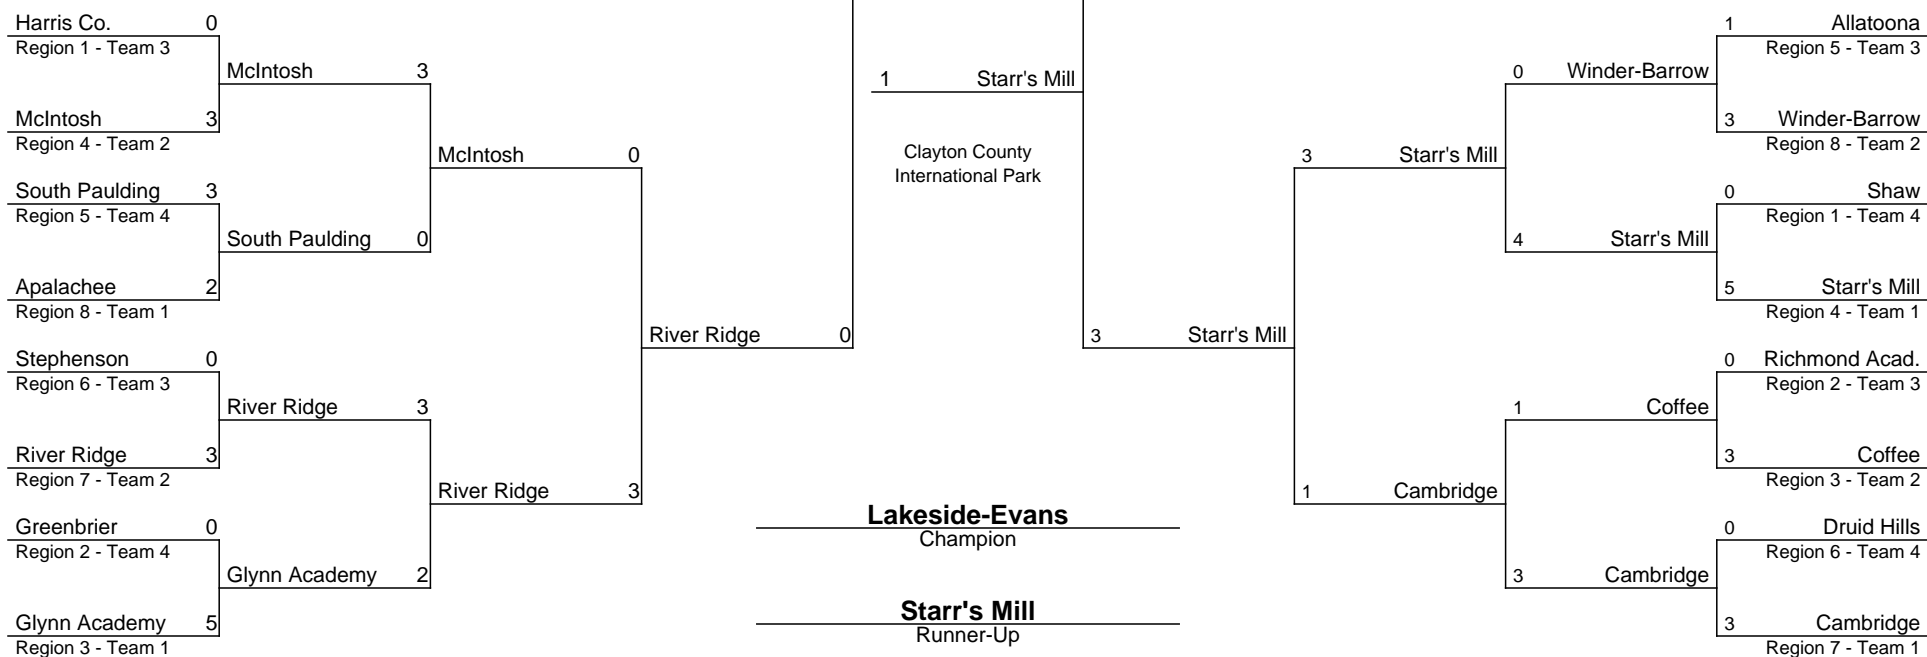 Harris Co. 0
Region 1 - Team 3
McIntosh 3
McIntosh 3
Region 4 - Team 2
McIntosh 0
South Paulding 3
Region 5 - Team 4
South Paulding 0
Apalachee 2
Region 8 - Team 1
River Ridge 0
Stephenson 0
Region 6 - Team 3
River Ridge 3
River Ridge 3
Region 7 - Team 2
River Ridge 3
Greenbrier 0
Region 2 - Team 4
Glynn Academy 2
Glynn Academy 5
Region 3 - Team 1
1 Starr's Mill
Clayton County
International Park
Lakeside-Evans
Champion
Starr's Mill
Runner-Up
1 Allatoona
Region 5 - Team 3
0 Winder-Barrow
3 Winder-Barrow
Region 8 - Team 2
3 Starr's Mill
0 Shaw
Region 1 - Team 4
4 Starr's Mill
5 Starr's Mill
Region 4 - Team 1
3 Starr's Mill
0 Richmond Acad.
Region 2 - Team 3
1 Coffee
3 Coffee
Region 3 - Team 2
1 Cambridge
0 Druid Hills
Region 6 - Team 4
3 Cambridge
3 Cambridge
Region 7 - Team 1